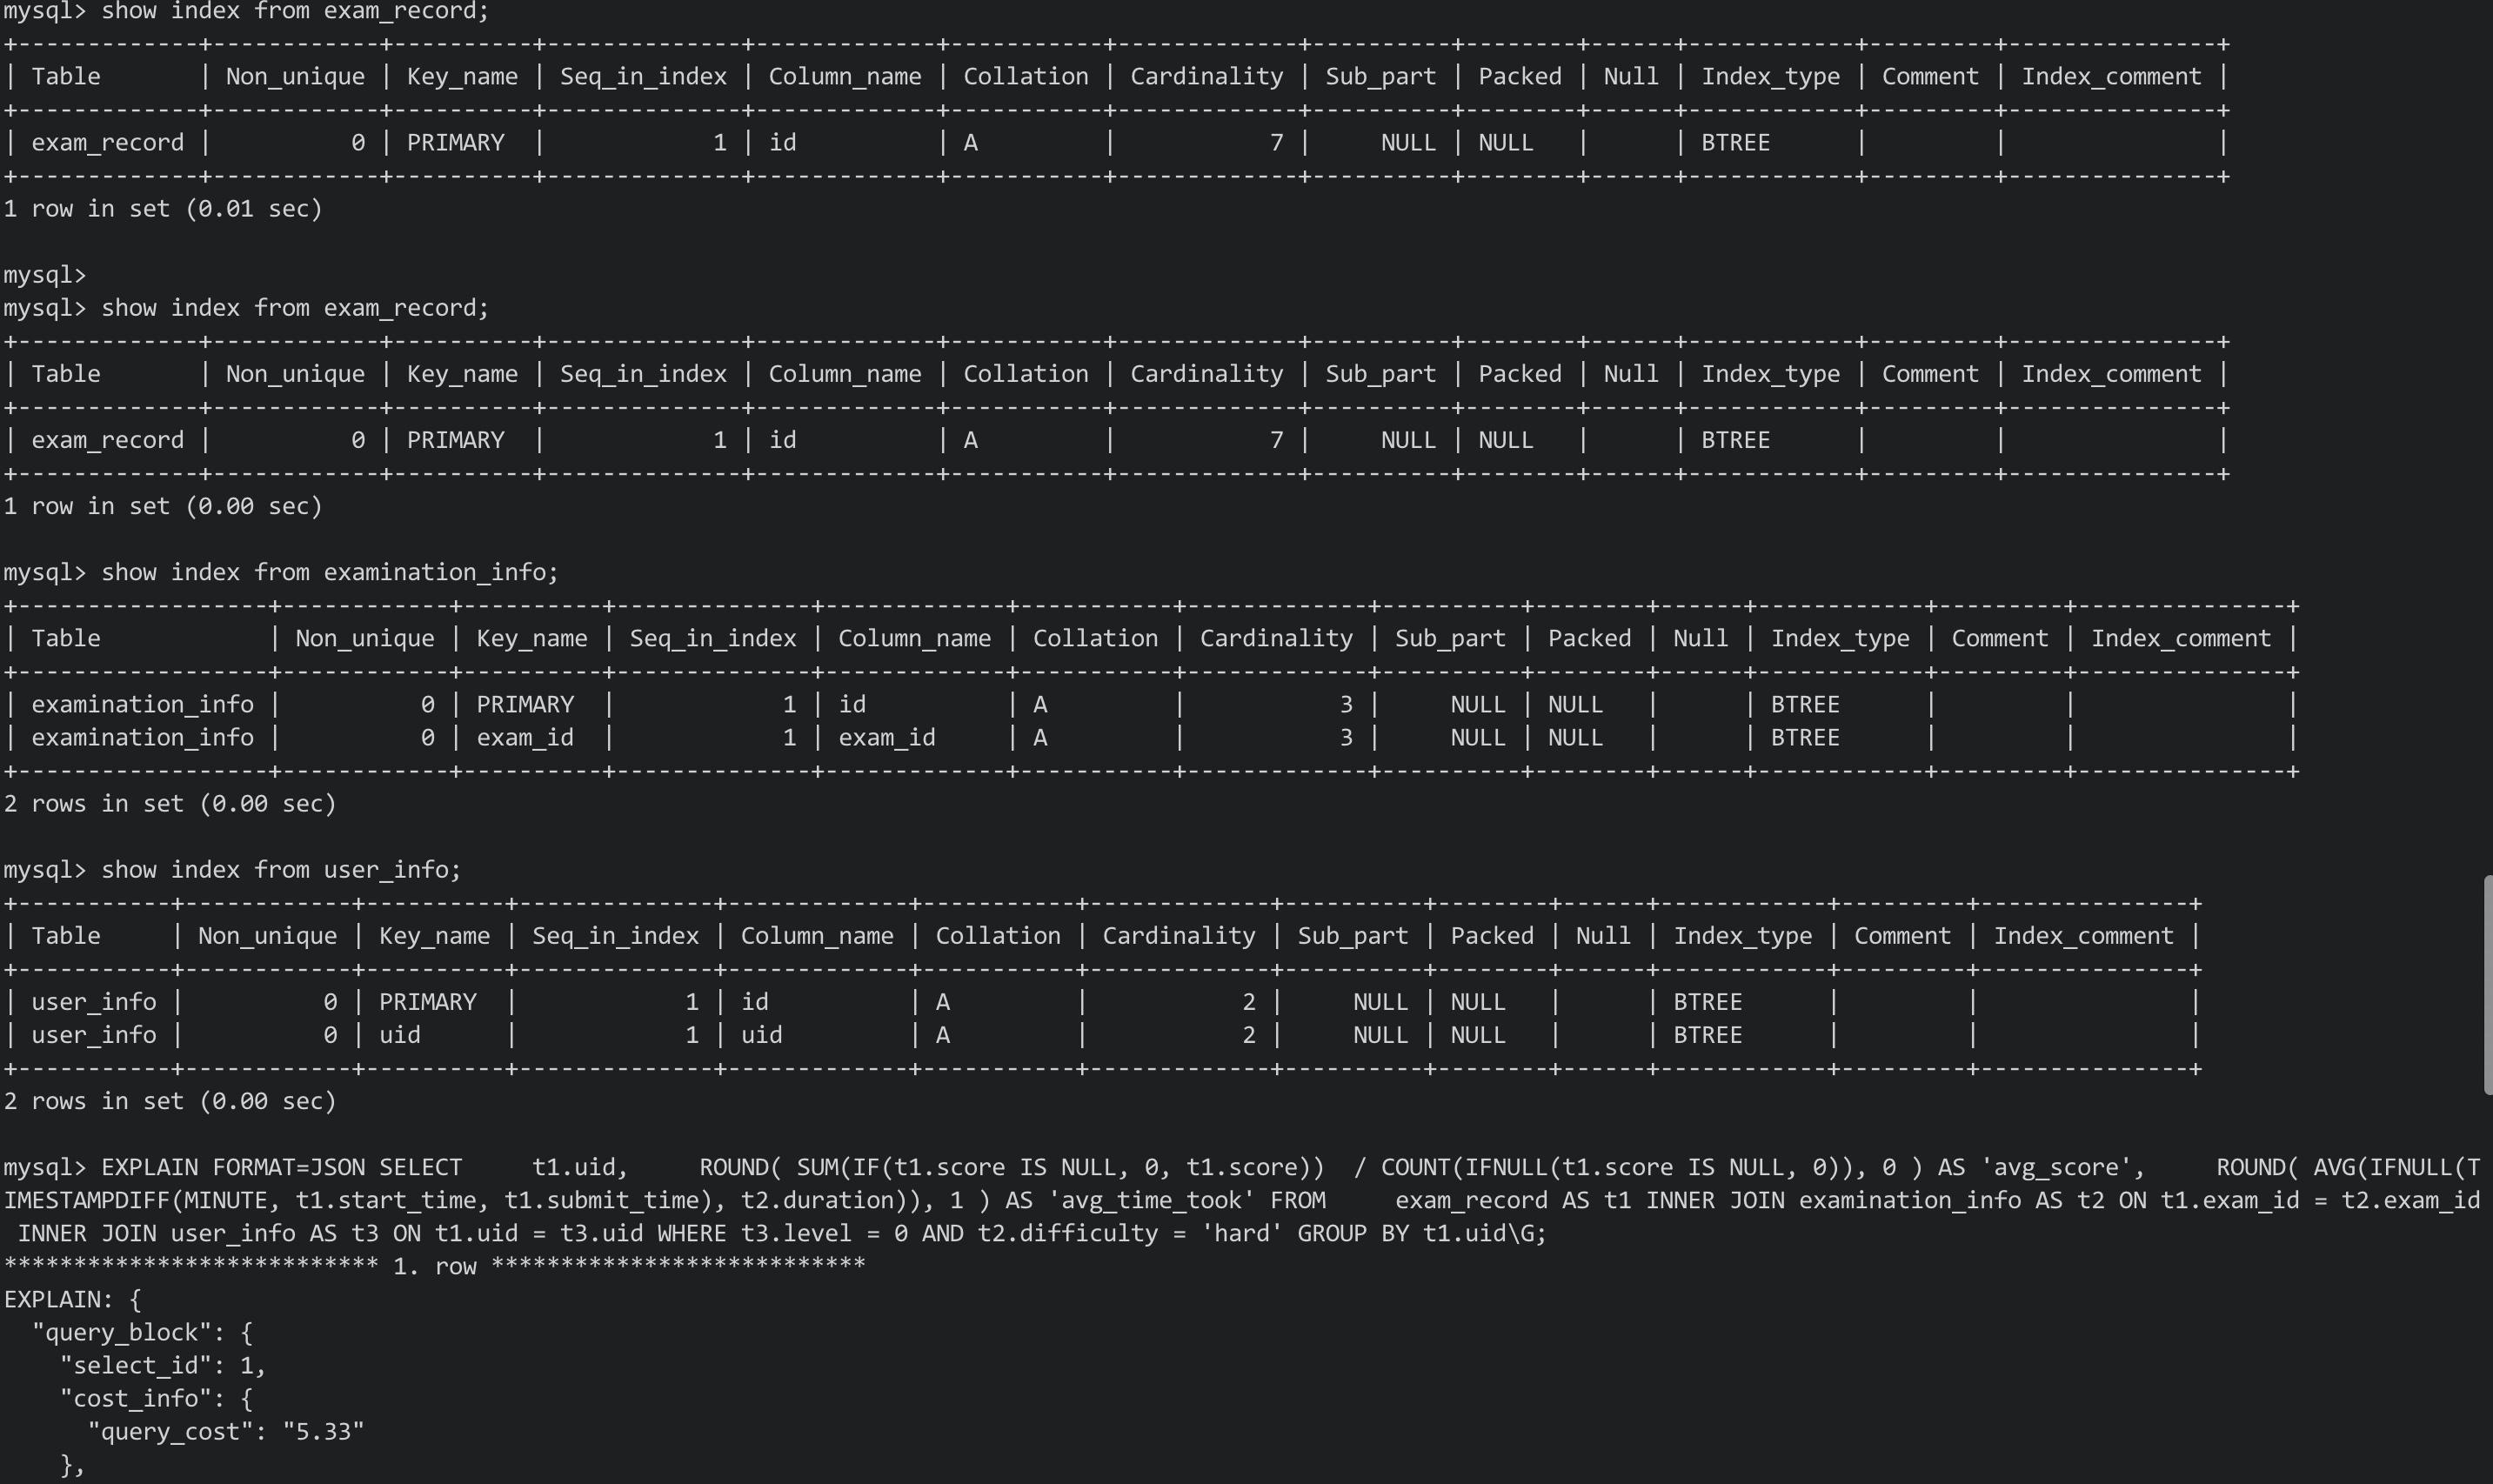 mysql> show index from exam_record;
+-------------+------------+----------+--------------+-------------+-----------+-------------+----------+--------+------+------------+---------+---------------+
| Table       | Non_unique | Key_name | Seq_in_index | Column_name | Collation | Cardinality | Sub_part | Packed | Null | Index_type | Comment | Index_comment |
+-------------+------------+----------+--------------+-------------+-----------+-------------+----------+--------+------+------------+---------+---------------+
| exam_record |          0 | PRIMARY  |            1 | id          | A         |           7 |     NULL | NULL   |      | BTREE      |         |               |
+-------------+------------+----------+--------------+-------------+-----------+-------------+----------+--------+------+------------+---------+---------------+
1 row in set (0.01 sec)

mysql>
mysql> show index from exam_record;
+-------------+------------+----------+--------------+-------------+-----------+-------------+----------+--------+------+------------+---------+---------------+
| Table       | Non_unique | Key_name | Seq_in_index | Column_name | Collation | Cardinality | Sub_part | Packed | Null | Index_type | Comment | Index_comment |
+-------------+------------+----------+--------------+-------------+-----------+-------------+----------+--------+------+------------+---------+---------------+
| exam_record |          0 | PRIMARY  |            1 | id          | A         |           7 |     NULL | NULL   |      | BTREE      |         |               |
+-------------+------------+----------+--------------+-------------+-----------+-------------+----------+--------+------+------------+---------+---------------+
1 row in set (0.00 sec)

mysql> show index from examination_info;
+------------------+------------+----------+--------------+-------------+-----------+-------------+----------+--------+------+------------+---------+---------------+
| Table            | Non_unique | Key_name | Seq_in_index | Column_name | Collation | Cardinality | Sub_part | Packed | Null | Index_type | Comment | Index_comment |
+------------------+------------+----------+--------------+-------------+-----------+-------------+----------+--------+------+------------+---------+---------------+
| examination_info |          0 | PRIMARY  |            1 | id          | A         |           3 |     NULL | NULL   |      | BTREE      |         |               |
| examination_info |          0 | exam_id  |            1 | exam_id     | A         |           3 |     NULL | NULL   |      | BTREE      |         |               |
+------------------+------------+----------+--------------+-------------+-----------+-------------+----------+--------+------+------------+---------+---------------+
2 rows in set (0.00 sec)

mysql> show index from user_info;
+-----------+------------+----------+--------------+-------------+-----------+-------------+----------+--------+------+------------+---------+---------------+
| Table     | Non_unique | Key_name | Seq_in_index | Column_name | Collation | Cardinality | Sub_part | Packed | Null | Index_type | Comment | Index_comment |
+-----------+------------+----------+--------------+-------------+-----------+-------------+----------+--------+------+------------+---------+---------------+
| user_info |          0 | PRIMARY  |            1 | id          | A         |           2 |     NULL | NULL   |      | BTREE      |         |               |
| user_info |          0 | uid      |            1 | uid         | A         |           2 |     NULL | NULL   |      | BTREE      |         |               |
+-----------+------------+----------+--------------+-------------+-----------+-------------+----------+--------+------+------------+---------+---------------+
2 rows in set (0.00 sec)

mysql> EXPLAIN FORMAT=JSON SELECT     t1.uid,     ROUND( SUM(IF(t1.score IS NULL, 0, t1.score))  / COUNT(IFNULL(t1.score IS NULL, 0)), 0 ) AS 'avg_score',     ROUND( AVG(IFNULL(T
IMESTAMPDIFF(MINUTE, t1.start_time, t1.submit_time), t2.duration)), 1 ) AS 'avg_time_took' FROM     exam_record AS t1 INNER JOIN examination_info AS t2 ON t1.exam_id = t2.exam_id
 INNER JOIN user_info AS t3 ON t1.uid = t3.uid WHERE t3.level = 0 AND t2.difficulty = 'hard' GROUP BY t1.uid\G;
*************************** 1. row ***************************
EXPLAIN: {
  "query_block": {
    "select_id": 1,
    "cost_info": {
      "query_cost": "5.33"
    },